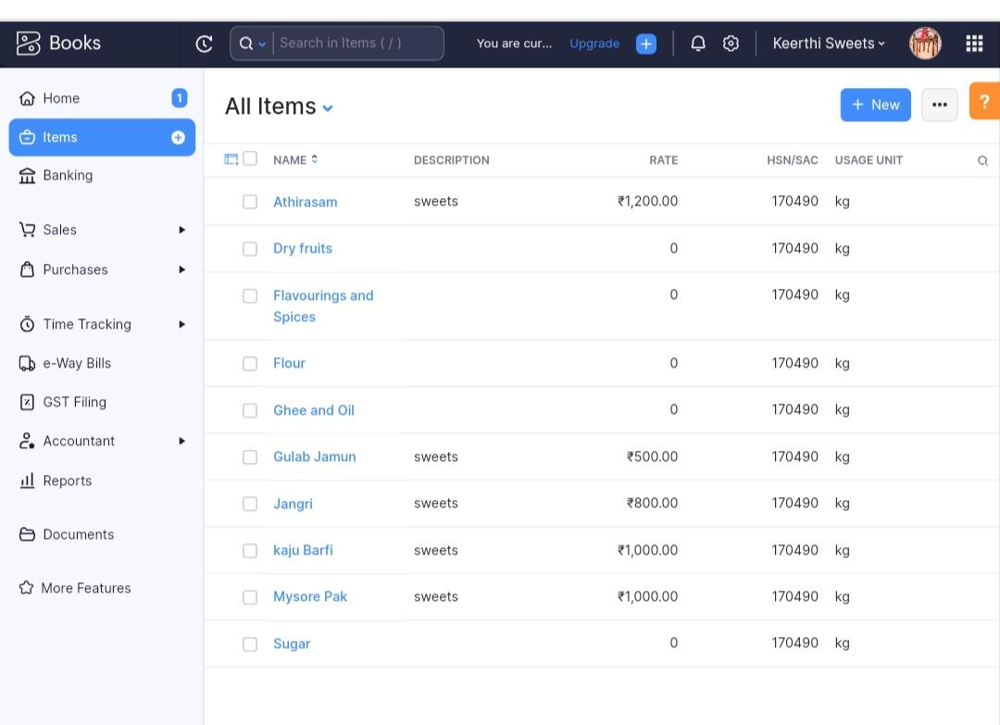 Books
Search in Items ( / )
You are cur...
Upgrade
Keerthi Sweets
Home
1
Items
Banking
Sales
Purchases
Time Tracking
e-Way Bills
GST Filing
Accountant
Reports
Documents
More Features
All Items
+ New
?
NAME DESCRIPTION RATE HSN/SAC USAGE UNIT
Athirasam sweets ₹1,200.00 170490 kg
Dry fruits 0 170490 kg
Flavourings and 0 170490 kg
Spices
Flour 0 170490 kg
Ghee and Oil 0 170490 kg
Gulab Jamun sweets ₹500.00 170490 kg
Jangri sweets ₹800.00 170490 kg
kaju Barfi sweets ₹1,000.00 170490 kg
Mysore Pak sweets ₹1,000.00 170490 kg
Sugar 0 170490 kg